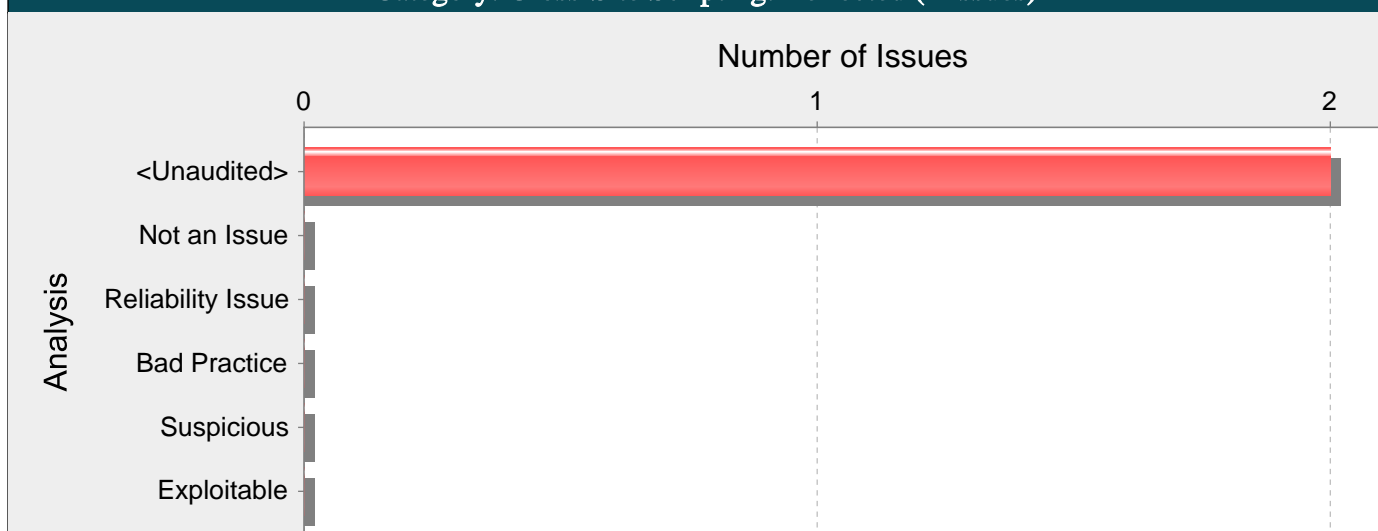 Number of Issues
0 1 2
<Unaudited>
Not an Issue
Reliability Issue
Bad Practice
Suspicious
Exploitable
Analysis